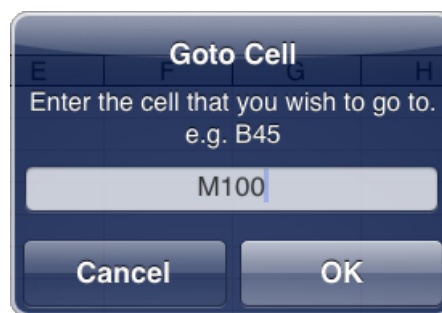 Goto Cell
E F G H
Enter the cell that you wish to go to.
e.g. B45
M100
Cancel OK